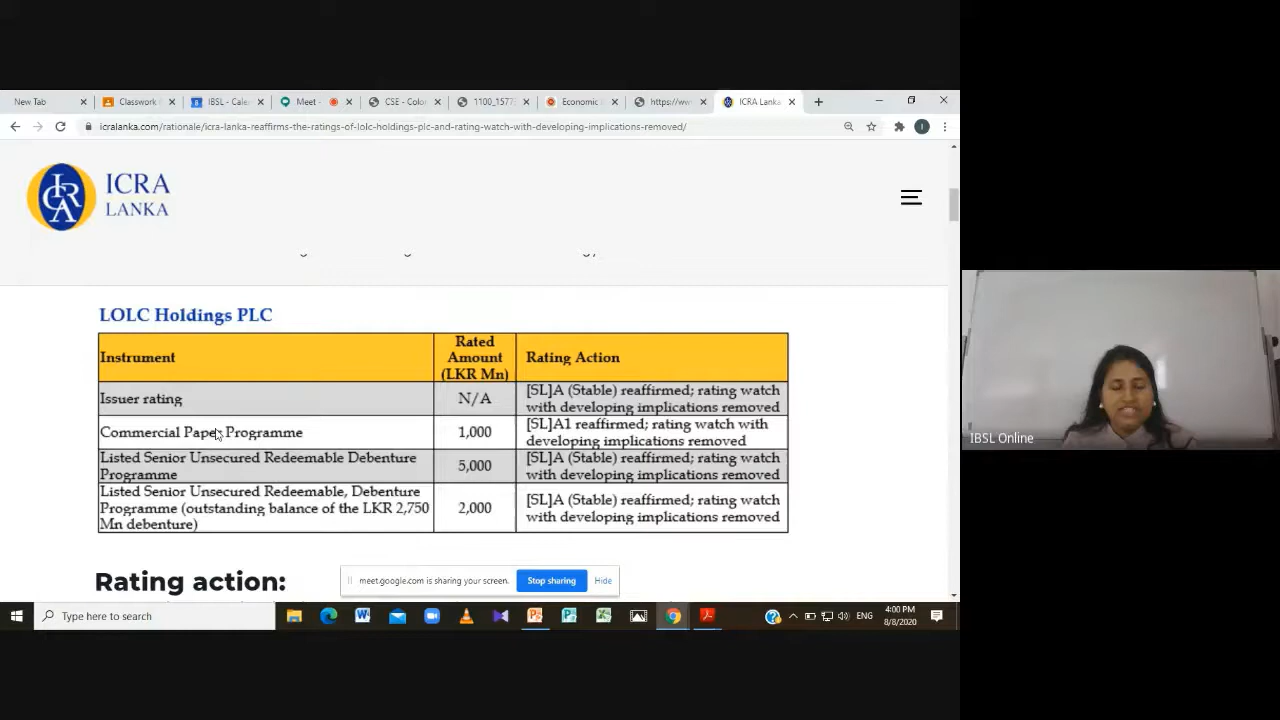 New Tab
Classwork f
IBSL - Cale
Meet -
CSE - Colo
1100_1577
Economic
https://ww
ICRA Lanka
icralanka.com/rationale/icra-lanka-reaffirms-the-ratings-of-lolc-holdings-plc-and-rating-watch-with-developing-implications-removed/
ICRA
LANKA
LOLC Holdings PLC
Instrument
Rated
Amount
(LKR Mn)
Rating Action
Issuer rating
N/A
[SL]A (Stable) reaffirmed; rating watch
with developing implications removed
Commercial Paper Programme
1,000
[SL]A1 reaffirmed; rating watch with
developing implications removed
Listed Senior Unsecured Redeemable Debenture
Programme
5,000
[SL]A (Stable) reaffirmed; rating watch
with developing implications removed
Listed Senior Unsecured Redeemable, Debenture
Programme (outstanding balance of the LKR 2,750
Mn debenture)
2,000
[SL]A (Stable) reaffirmed; rating watch
with developing implications removed
Rating action:
meet.google.com is sharing your screen.
Stop sharing
Hide
Type here to search
ENG
4:00 PM
8/8/2020
IBSL Online